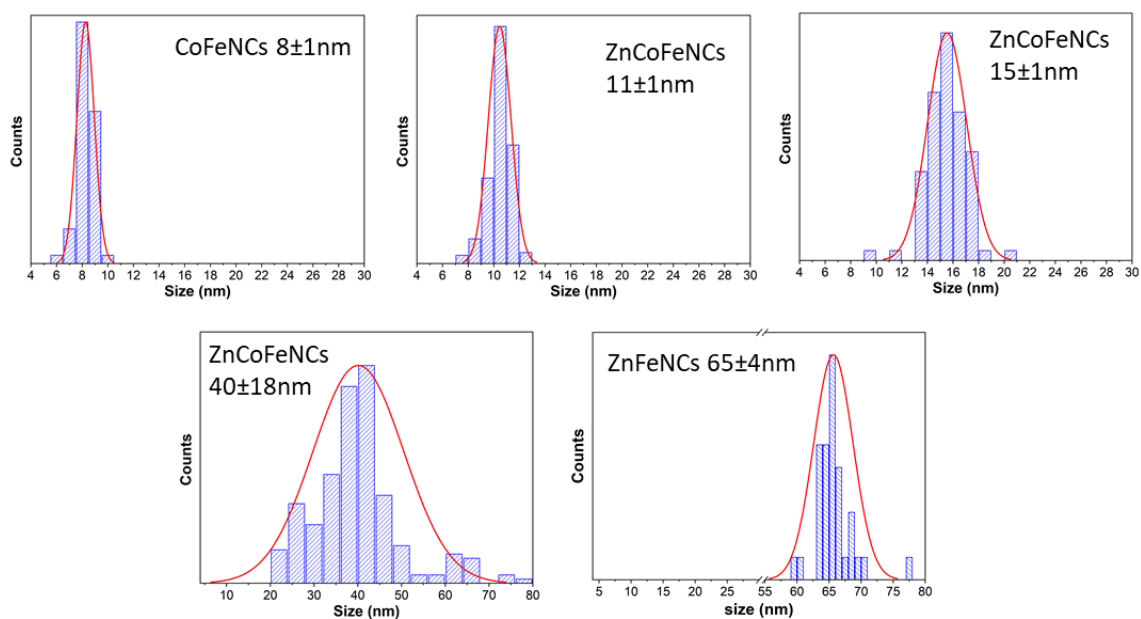 CoFeNCs 8±1nm
Counts
4 6 8 10 12 14 16 18 20 22 24 26 28 30
Size (nm)
ZnCoFeNCs
11±1nm
Counts
4 6 8 10 12 14 16 18 20 22 24 26 28 30
Size (nm)
ZnCoFeNCs
15±1nm
Counts
4 6 8 10 12 14 16 18 20 22 24 26 28 30
Size (nm)
ZnCoFeNCs
40±18nm
Counts
10 20 30 40 50 60 70 80
Size (nm)
ZnFeNCs 65±4nm
Counts
5 10 15 20 25 30 55 60 65 70 75 80
size (nm)